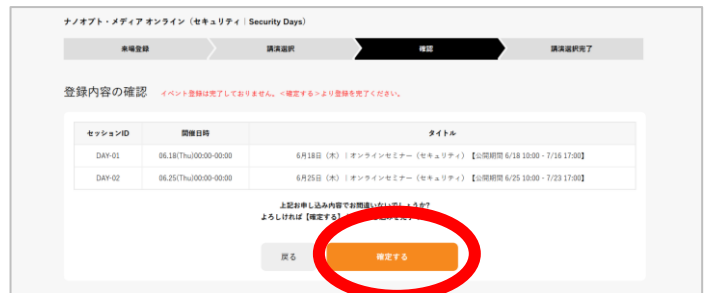 ナノオプト・メディア オンライン（セキュリティ｜Security Days）
来場登録 講演選択 確認 講演選択完了
登録内容の確認 イベント登録は完了しておりません。<確定する>より登録を完了ください。
セッションID 開催日時 タイトル
DAY-01 06.18(Thu)00:00-00:00 6月18日（木）｜オンラインセミナー（セキュリティ）【公開期間 6/18 10:00 - 7/16 17:00】
DAY-02 06.25(Thu)00:00-00:00 6月25日（木）｜オンラインセミナー（セキュリティ）【公開期間 6/25 10:00 - 7/23 17:00】
上記お申し込み内容でお間違いないでしょうか?
よろしければ【確定する】
戻る 確定する